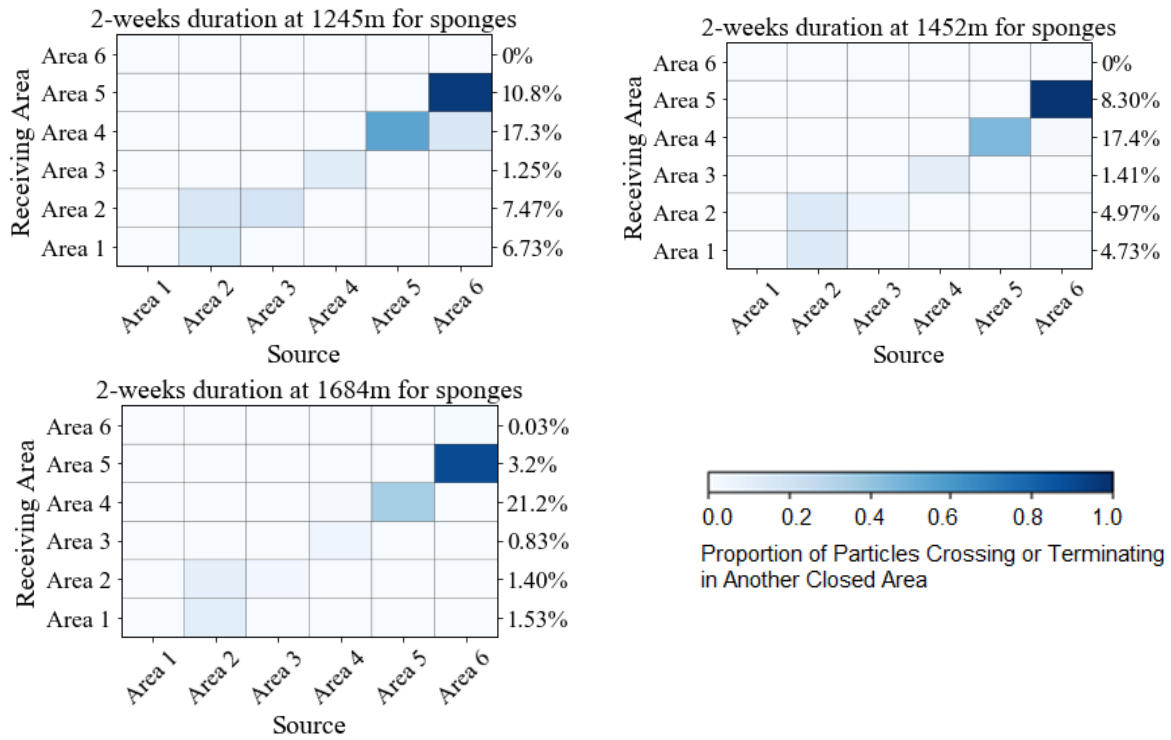 2-weeks duration at 1245m for sponges
Receiving Area
Area 6
0%
Area 5
10.8%
Area 4
17.3%
Area 3
1.25%
Area 2
7.47%
Area 1
6.73%
Area 1
Area 2
Area 3
Area 4
Area 5
Area 6
Source
2-weeks duration at 1452m for sponges
Receiving Area
Area 6
0%
Area 5
8.30%
Area 4
17.4%
Area 3
1.41%
Area 2
4.97%
Area 1
4.73%
Area 1
Area 2
Area 3
Area 4
Area 5
Area 6
Source
2-weeks duration at 1684m for sponges
Receiving Area
Area 6
0.03%
Area 5
3.2%
Area 4
21.2%
Area 3
0.83%
Area 2
1.40%
Area 1
1.53%
Area 1
Area 2
Area 3
Area 4
Area 5
Area 6
Source
0.0 0.2 0.4 0.6 0.8 1.0
Proportion of Particles Crossing or Terminating
in Another Closed Area